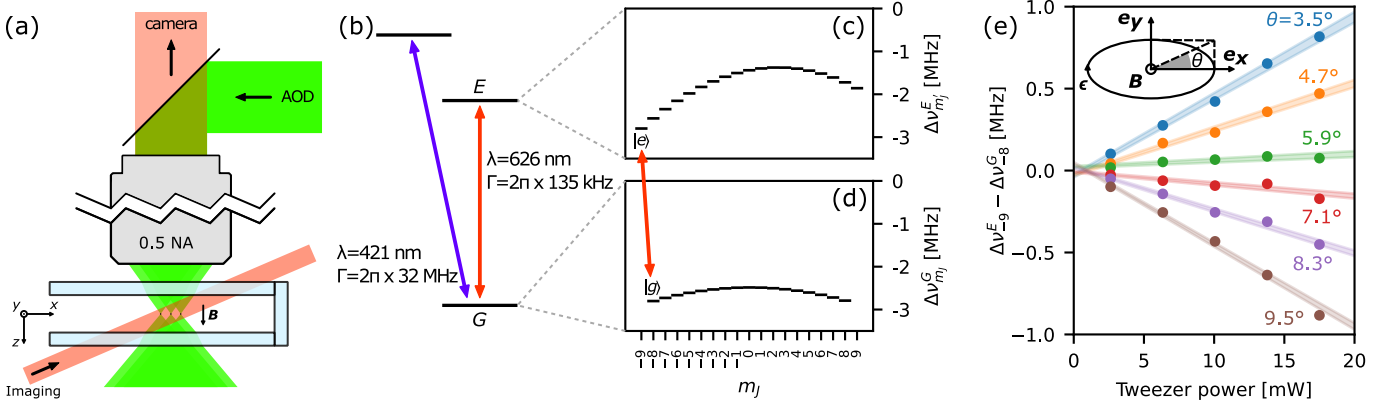 (a)
camera
AOD
0.5 NA
y
x
z
B
Imaging
(b)
E
λ=626 nm
Γ=2π x 135 kHz
λ=421 nm
Γ=2π x 32 MHz
G
(c)
0
-1
-2
-3
Δν^E_{m_J'} [MHz]
|e⟩
(d)
0
-1
-2
-3
Δν^G_{m_J} [MHz]
|g⟩
-9 -8 -7 -6 -5 -4 -3 -2 -1 0 1 2 3 4 5 6 7 8 9
m_J
(e)
Δν^E_{-9} − Δν^G_{-8} [MHz]
1.0
0.5
0.0
-0.5
-1.0
e_y
e_x
B
θ
ϵ
θ=3.5°
4.7°
5.9°
7.1°
8.3°
9.5°
0 5 10 15 20
Tweezer power [mW]